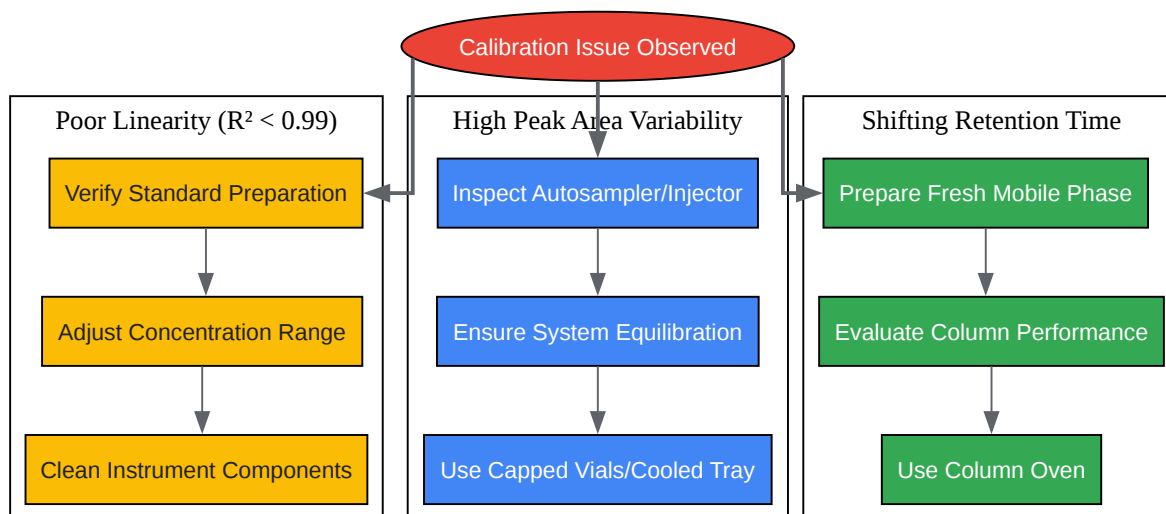 Calibration Issue Observed
Poor Linearity (R² < 0.99)
Verify Standard Preparation
Adjust Concentration Range
Clean Instrument Components
High Peak Area Variability
Inspect Autosampler/Injector
Ensure System Equilibration
Use Capped Vials/Cooled Tray
Shifting Retention Time
Prepare Fresh Mobile Phase
Evaluate Column Performance
Use Column Oven